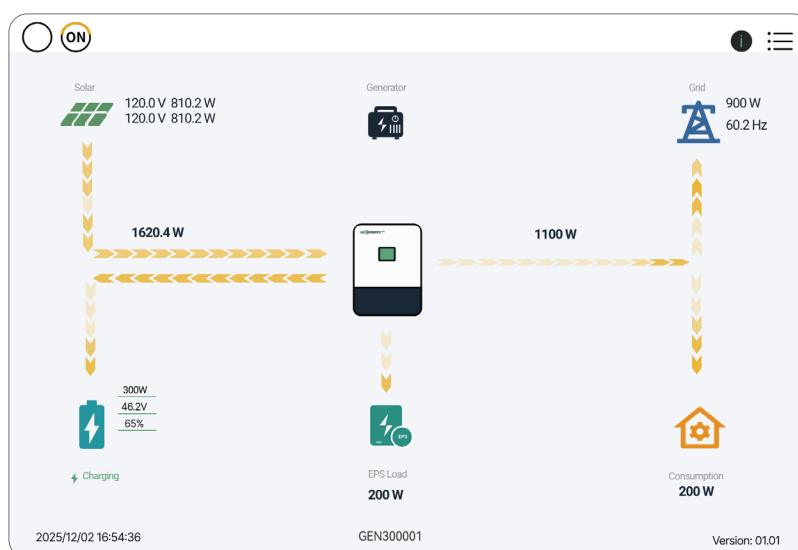 ON
i
Solar
120.0 V 810.2 W
120.0 V 810.2 W
Generator
Grid
900 W
60.2 Hz
1620.4 W
1100 W
300W
46.2V
65%
Charging
EPS
EPS Load
200 W
Consumption
200 W
2025/12/02 16:54:36
GEN300001
Version: 01.01